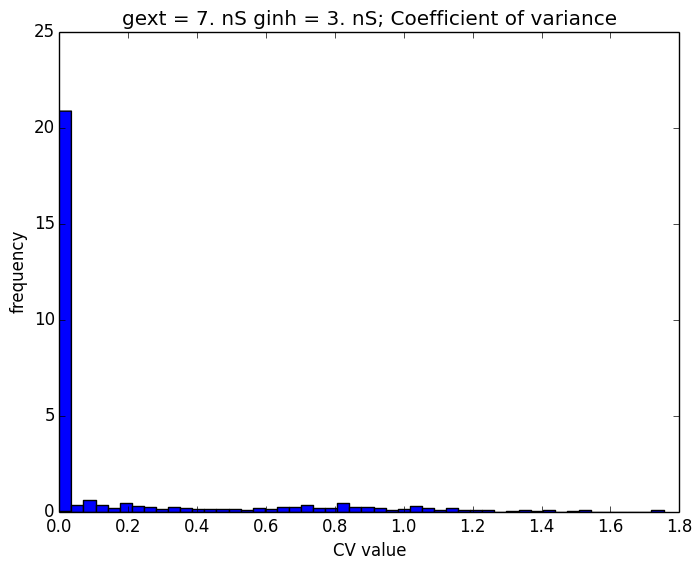 gext = 7. nS ginh = 3. nS; Coefficient of variance
25
20
15
10
5
0
frequency
0.0 0.2 0.4 0.6 0.8 1.0 1.2 1.4 1.6 1.8
CV value